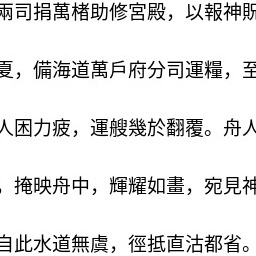 兩司捐萬楮助修宮殿，以報神貺
夏，備海道萬戶府分司運糧，至
人困力疲，運艘幾於翻覆。舟人
，掩映舟中，輝耀如畫，宛見神
自此水道無虞，徑抵直沽都省。